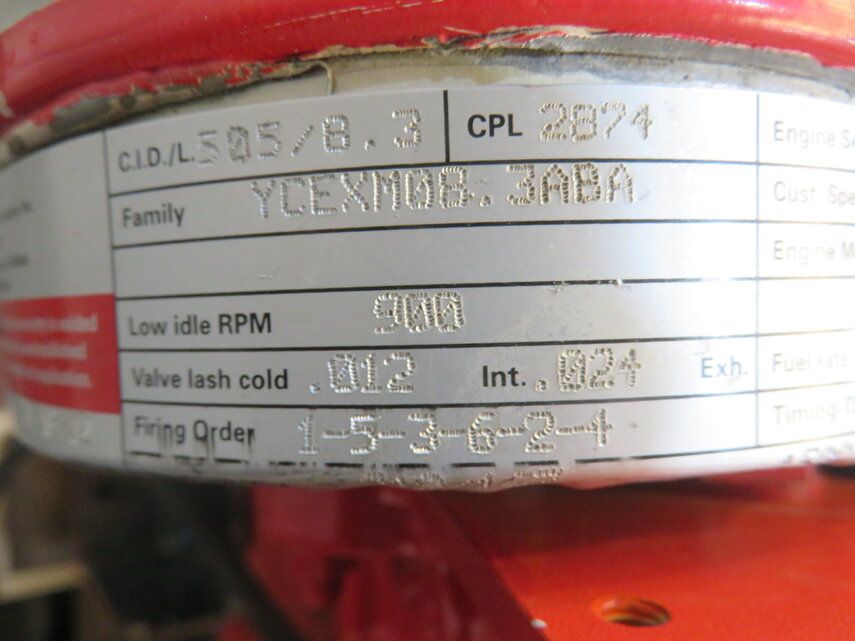 C.I.D./L. 505/8.3 CPL 2874 Engine Se
Family YCEXM08.3ABA Cust. Spe
Engine M
Low idle RPM 900
Valve lash cold .012 Int. .024 Exh. Fuel rate
Firing Order 1-5-3-6-2-4 Timing-T